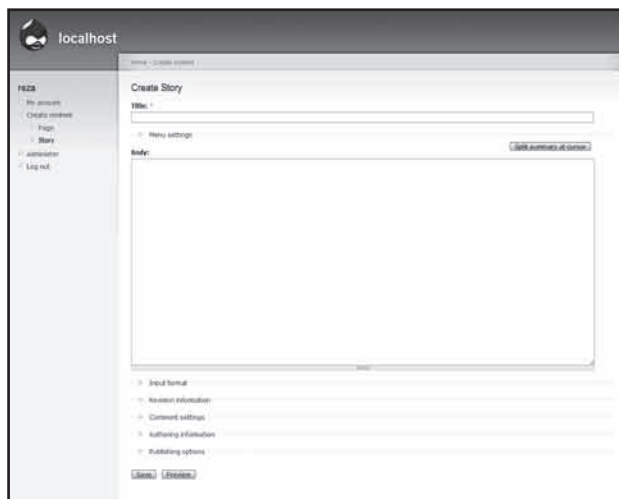 localhost
Home › Create content
reza
My account
Create content
Page
Story
Administer
Log out
Create Story
Title: *
Menu settings
Split summary at cursor
Body:
Input format
Revision information
Comment settings
Authoring information
Publishing options
Save
Preview